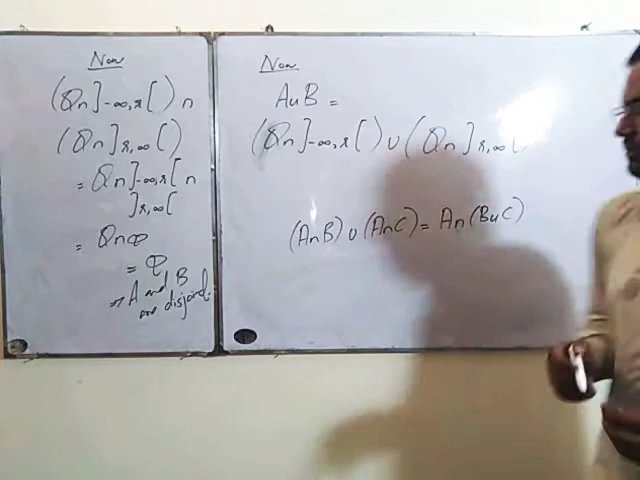 Now
(Q∩]-∞,r[)∩
(Q∩]r,∞[)
= Q∩]-∞,r[ ∩
]r,∞[
= Q∩φ
= φ
⇒ A and B
are disjoint.
Now
A∪B =
(Q∩]-∞,r[)∪(Q∩]r,∞[
(A∩B)∪(A∩C)= A∩(B∪C)